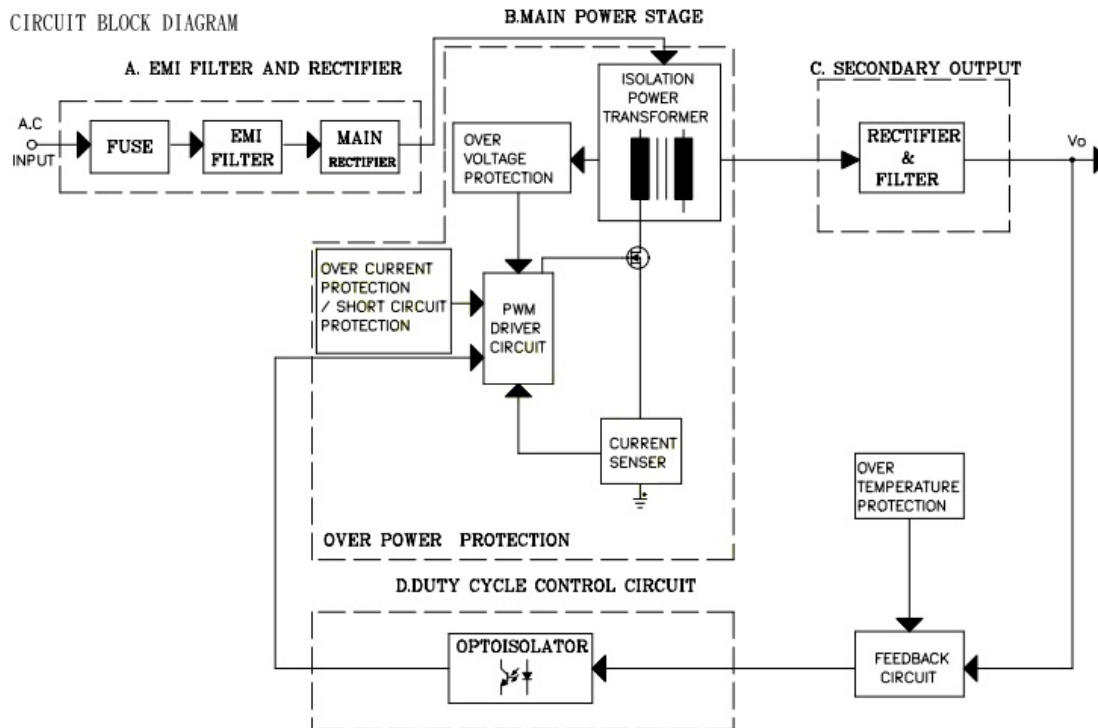 CIRCUIT BLOCK DIAGRAM
B.MAIN POWER STAGE
A. EMI FILTER AND RECTIFIER
C. SECONDARY OUTPUT
A.C
INPUT
FUSE
EMI
FILTER
MAIN
RECTIFIER
OVER
VOLTAGE
PROTECTION
ISOLATION
POWER
TRANSFORMER
RECTIFIER
&
FILTER
Vo
OVER CURRENT
PROTECTION
/ SHORT CIRCUIT
PROTECTION
PWM
DRIVER
CIRCUIT
CURRENT
SENSER
OVER
TEMPERATURE
PROTECTION
OVER POWER PROTECTION
D.DUTY CYCLE CONTROL CIRCUIT
OPTOISOLATOR
FEEDBACK
CIRCUIT